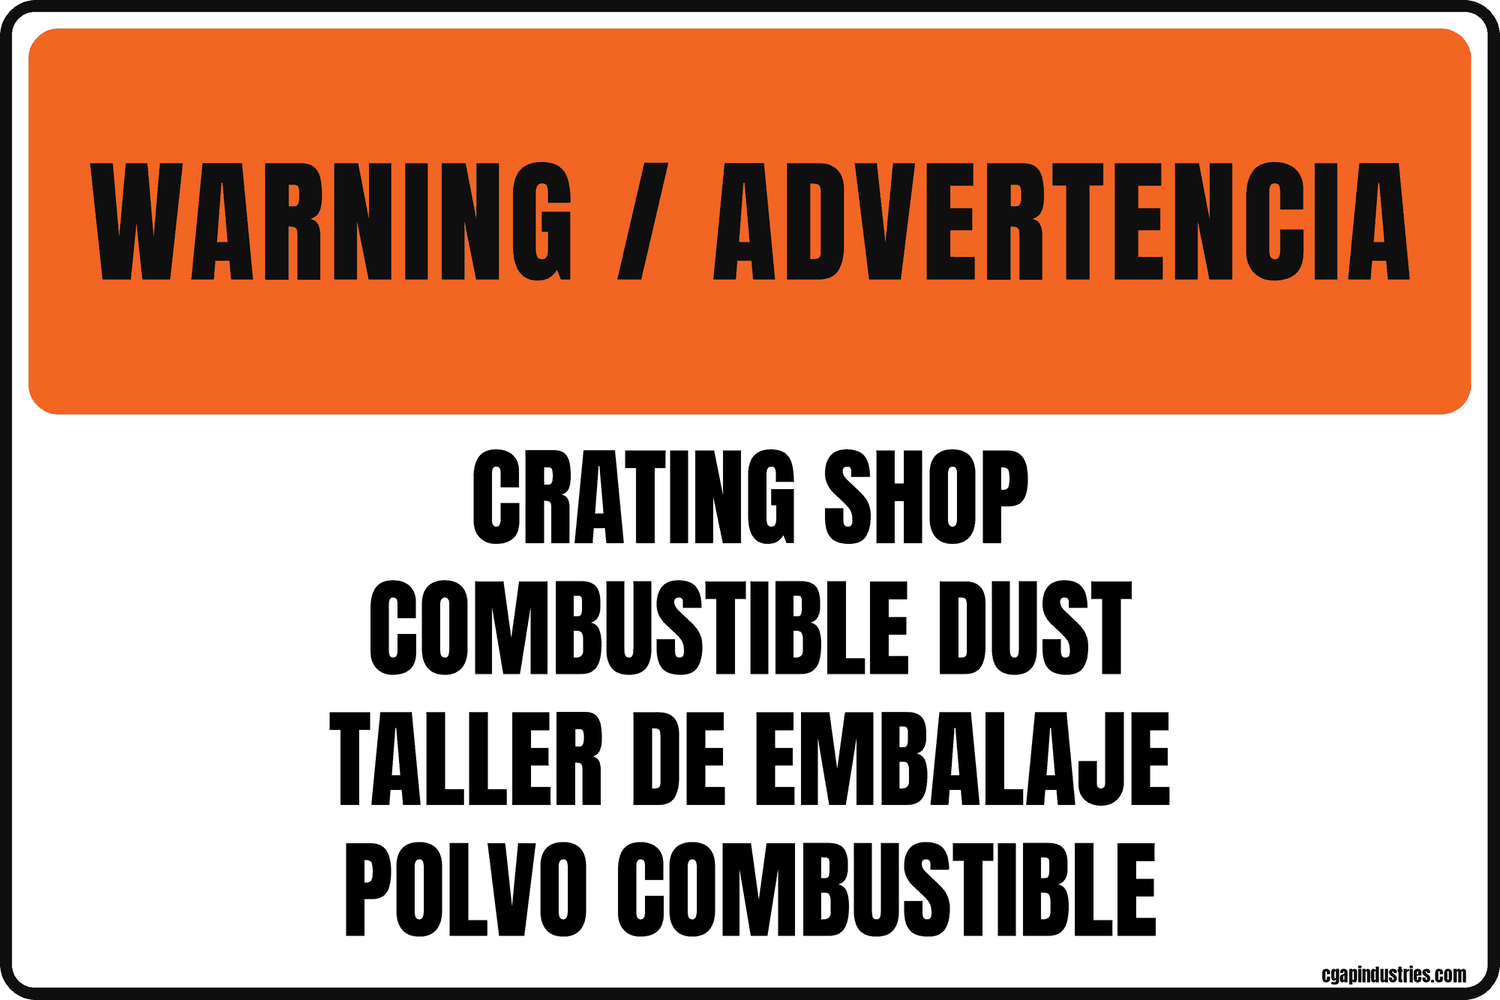 WARNING / ADVERTENCIA
CRATING SHOP
COMBUSTIBLE DUST
TALLER DE EMBALAJE
POLVO COMBUSTIBLE
cgapindustries.com